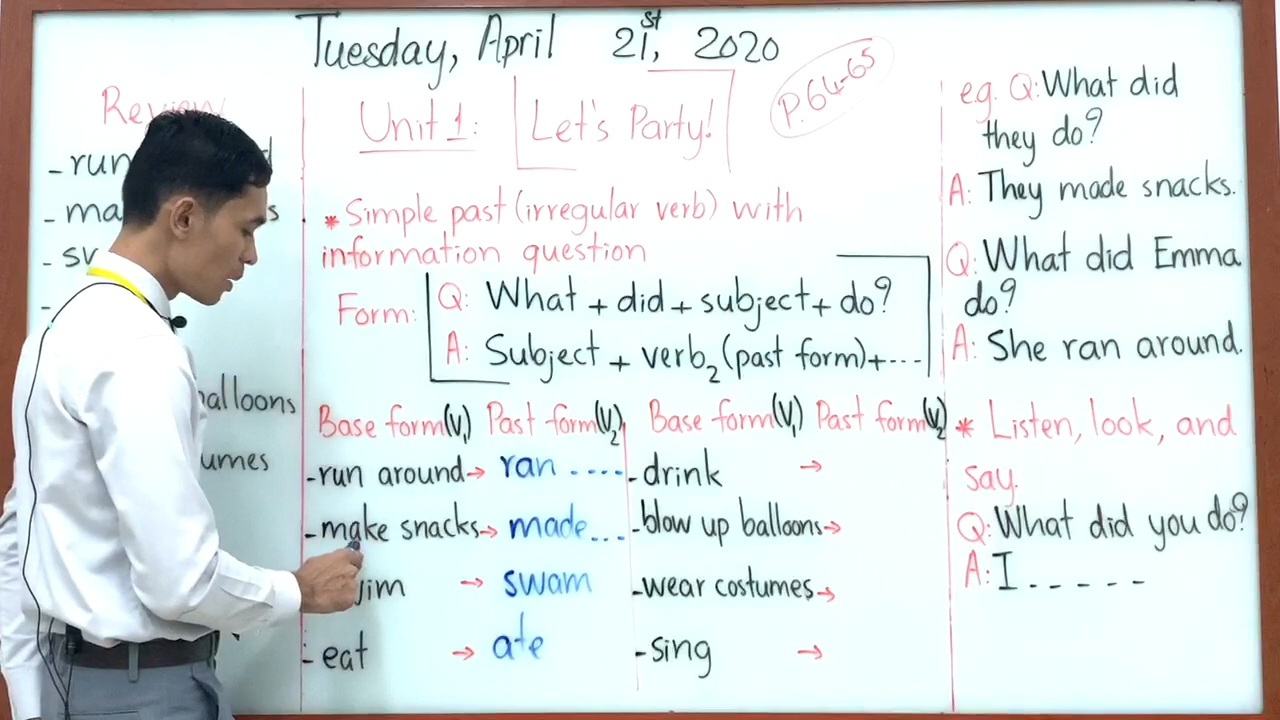 Tuesday, April 21st, 2020
Review
- run
- ma s
- sw
balloons
umes
Unit 1: Let's Party!
P.64-65
* Simple past (irregular verb) with
information question
Form: Q: What + did + subject + do?
A: Subject + verb2 (past form)+----
Base form(V1) Past form(V2)
-run around→ ran ----
-make snacks→ made...
wim → swam
- eat → ate
Base form(V1) Past form(V2)
-drink →
-blow up balloons→
-wear costumes→
-sing →
e.g. Q: What did
they do?
A: They made snacks.
Q: What did Emma
do?
A: She ran around.
* Listen, look, and
say.
Q: What did you do?
A: I - - - - -